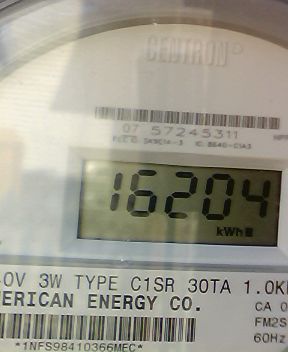 CENTRON
07 57245311
16204
kWh
0V 3W TYPE C1SR 30TA 1.0K
ERICAN ENERGY CO.
CA 0
FM2S
60Hz
*1NFS98410366MEC*